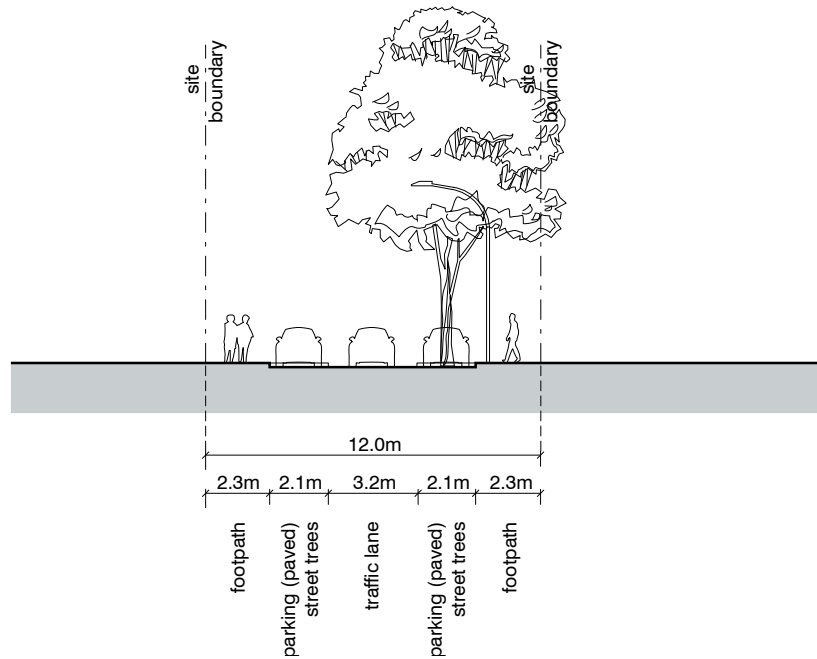 site
boundary
site
boundary
12.0m
2.3m
2.1m
3.2m
2.1m
2.3m
footpath
parking (paved)
street trees
traffic lane
parking (paved)
street trees
footpath